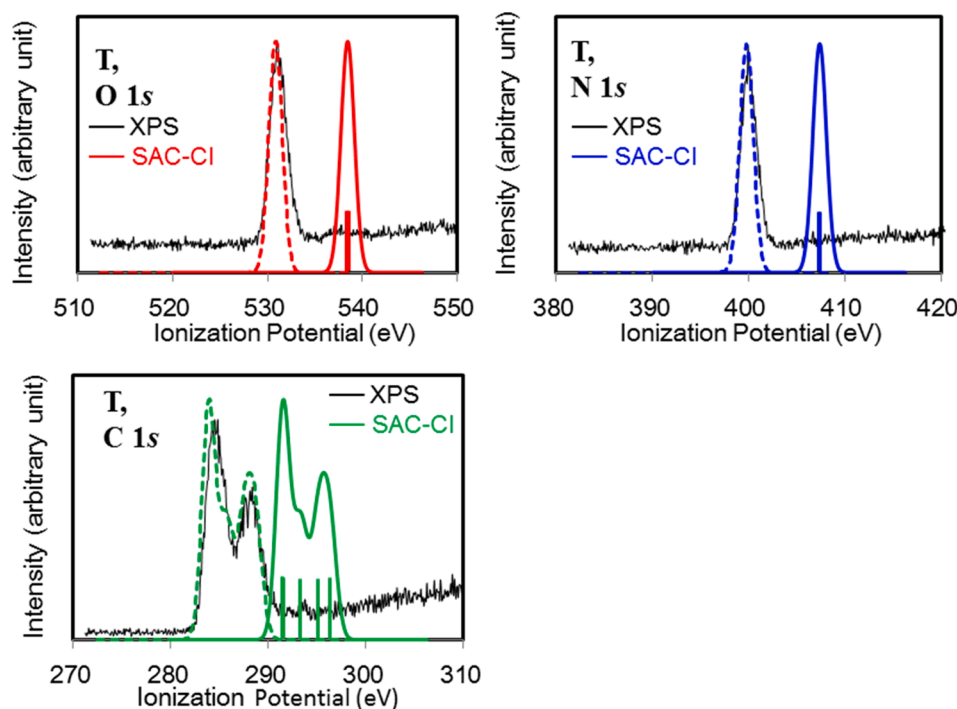 Intensity (arbitrary unit)
T,
O 1s
XPS
SAC-CI
510 520 530 540 550
Ionization Potential (eV)
Intensity (arbitrary unit)
T,
N 1s
XPS
SAC-CI
380 390 400 410 420
Ionization Potential (eV)
Intensity (arbitrary unit)
T,
C 1s
XPS
SAC-CI
270 280 290 300 310
Ionization Potential (eV)